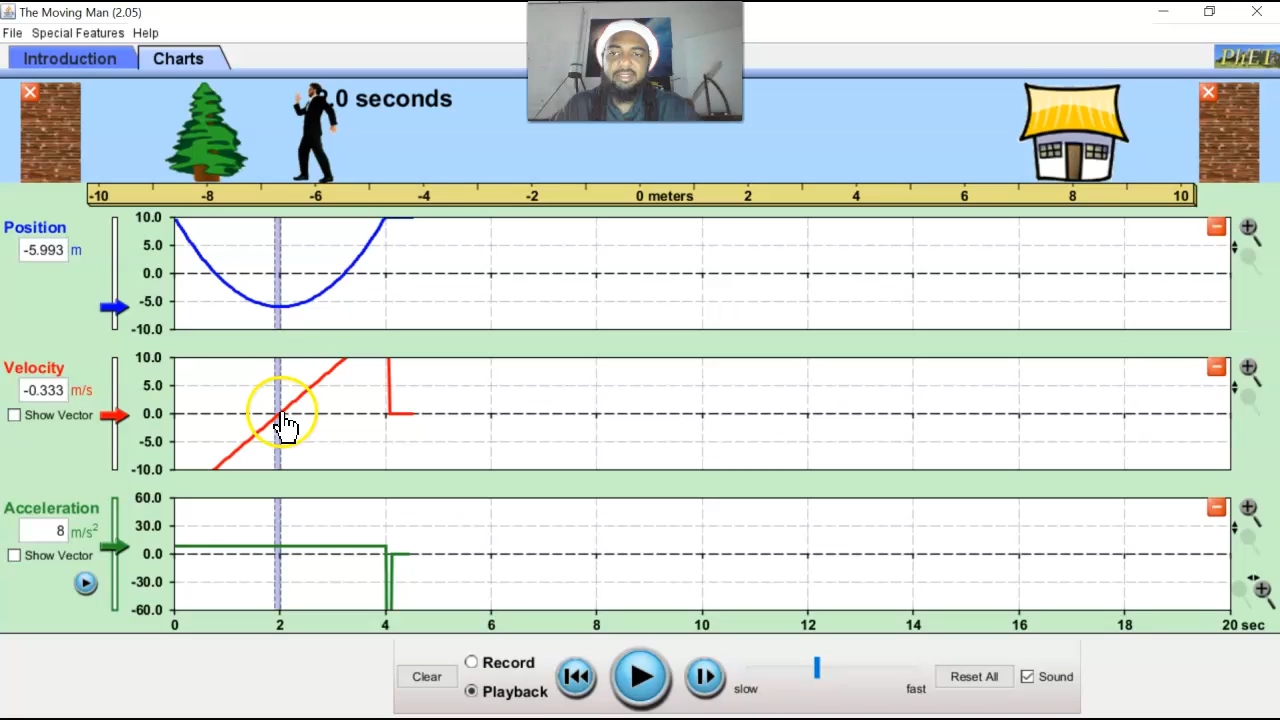 The Moving Man (2.05)
File Special Features Help
Introduction Charts
PhET
.0 seconds
-10 -8 -6 -4 -2 0 meters 2 4 6 8 10
Position
-5.993 m
10.0
5.0
0.0
-5.0
-10.0
Velocity
-0.333 m/s
Show Vector
10.0
5.0
0.0
-5.0
-10.0
Acceleration
8 m/s²
Show Vector
60.0
30.0
0.0
-30.0
-60.0
0 2 4 6 8 10 12 14 16 18 20 sec
Clear
Record
Playback
slow fast
Reset All
Sound